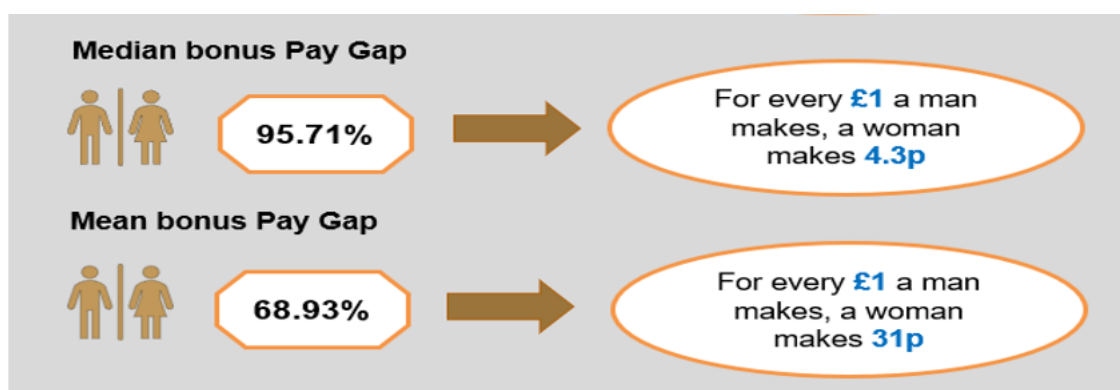 Median bonus Pay Gap
95.71%
For every £1 a man
makes, a woman
makes 4.3p
Mean bonus Pay Gap
68.93%
For every £1 a man
makes, a woman
makes 31p